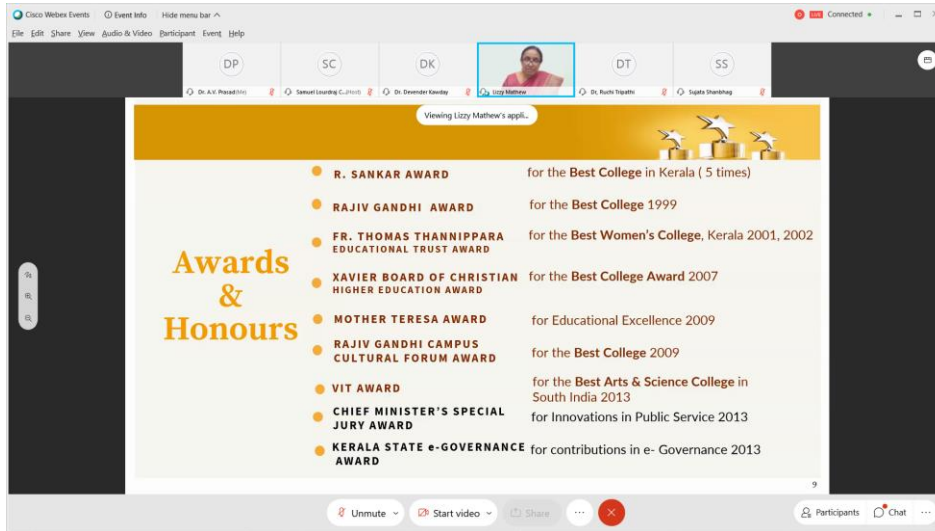 Cisco Webex Events Event Info Hide menu bar
LIVE Connected
File Edit Share View Audio & Video Participant Event Help
DP SC DK DT SS
Dr. A.V. Prasad (Me) Samuel Lourdraj C... (Host) Dr. Devender Kawday Lizzy Mathew Dr. Ruchi Tripathi Sujata Shanbhag
Viewing Lizzy Mathew's appli...
Awards
&
Honours
R. SANKAR AWARD for the Best College in Kerala ( 5 times)
RAJIV GANDHI AWARD for the Best College 1999
FR. THOMAS THANNIPPARA for the Best Women's College, Kerala 2001, 2002
EDUCATIONAL TRUST AWARD
XAVIER BOARD OF CHRISTIAN for the Best College Award 2007
HIGHER EDUCATION AWARD
MOTHER TERESA AWARD for Educational Excellence 2009
RAJIV GANDHI CAMPUS for the Best College 2009
CULTURAL FORUM AWARD
VIT AWARD for the Best Arts & Science College in
South India 2013
CHIEF MINISTER'S SPECIAL for Innovations in Public Service 2013
JURY AWARD
KERALA STATE e-GOVERNANCE for contributions in e- Governance 2013
AWARD
9
Unmute Start video Share ... Participants Chat ...